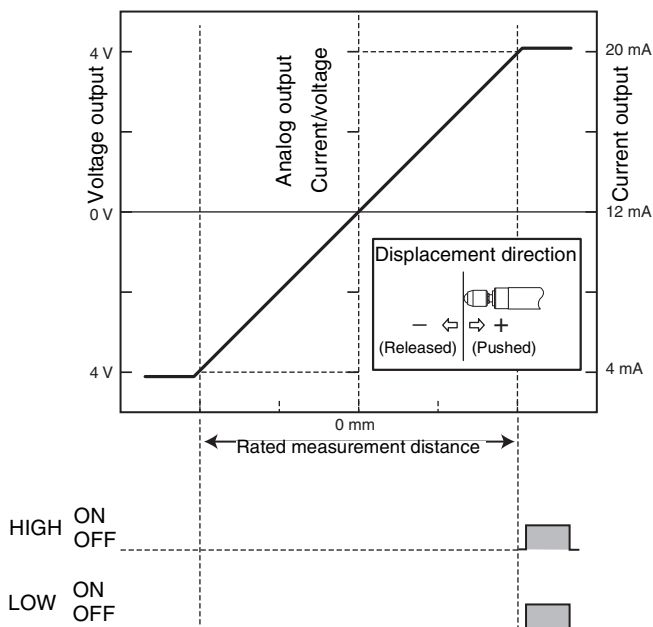 4 V
20 mA
Voltage output
Analog output
Current/voltage
Current output
0 V
12 mA
Displacement direction
− +
(Released) (Pushed)
4 V
4 mA
0 mm
Rated measurement distance
HIGH ON
OFF
LOW ON
OFF